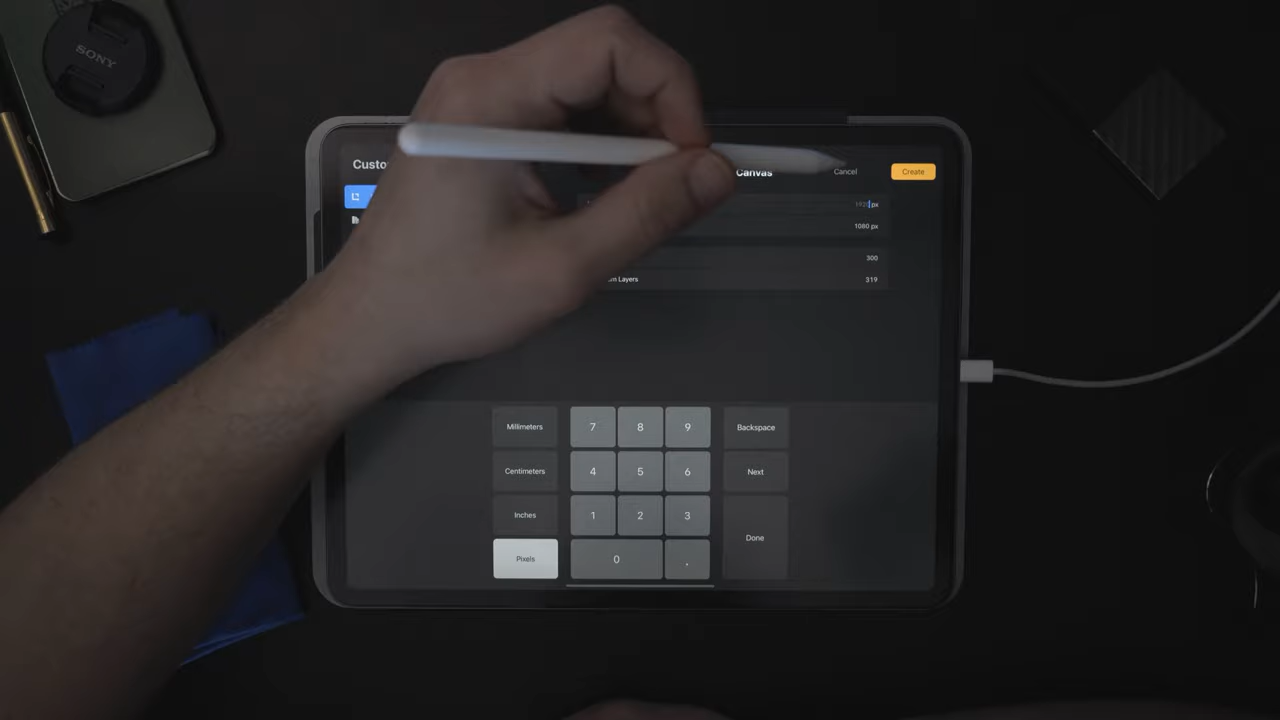 SONY
Custo
Canvas
Cancel
Create
1920 px
1080 px
300
m Layers
319
Millimeters
7
8
9
Backspace
Centimeters
4
5
6
Next
Inches
1
2
3
Done
Pixels
0
.